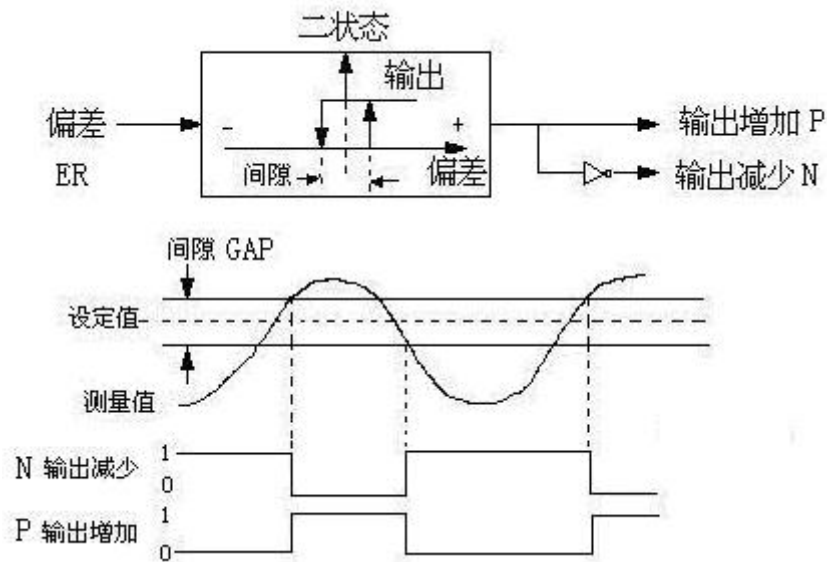 二状态
输出
偏差
ER
- +
间隙 偏差
输出增加 P
输出减少 N
间隙 GAP
设定值
测量值
N 输出减少
1
0
P 输出增加
1
0